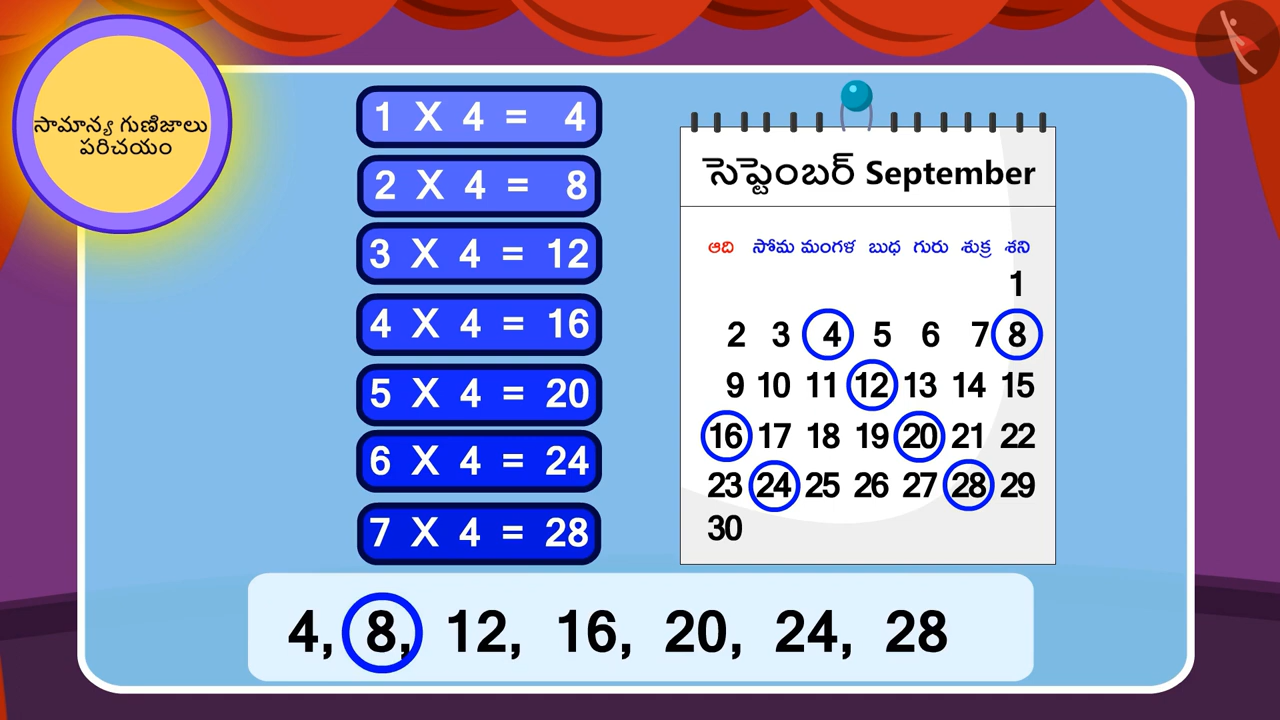 సామాన్య గుణిజాలు
పరిచయం
1 X 4 = 4
2 X 4 = 8
3 X 4 = 12
4 X 4 = 16
5 X 4 = 20
6 X 4 = 24
7 X 4 = 28
సెప్టెంబర్ September
ఆది సోమ మంగళ బుధ గురు శుక్ర శని
1
2 3 4 5 6 7 8
9 10 11 12 13 14 15
16 17 18 19 20 21 22
23 24 25 26 27 28 29
30
4, 8, 12, 16, 20, 24, 28